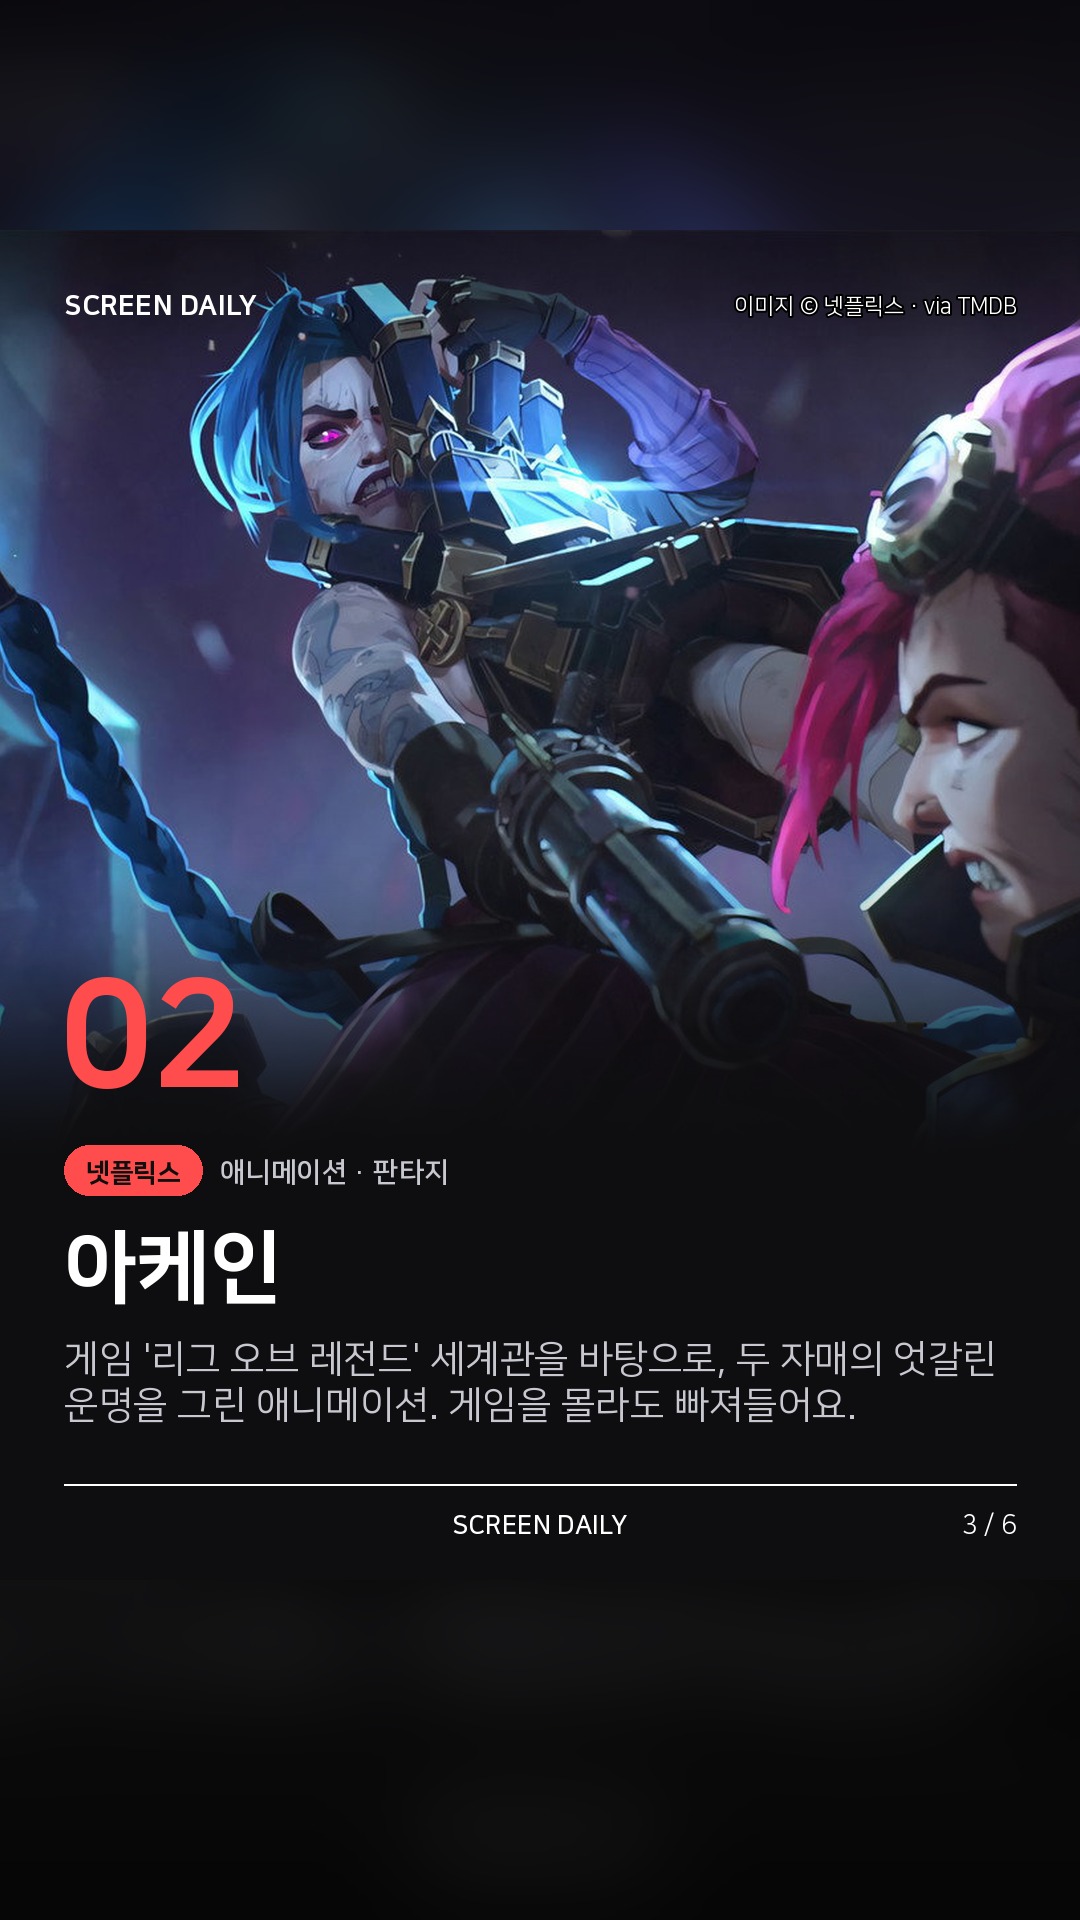 SCREEN DAILY
이미지 © 넷플릭스 · via TMDB
02
넷플릭스 애니메이션 · 판타지
아케인
게임 '리그 오브 레전드' 세계관을 바탕으로, 두 자매의 엇갈린
운명을 그린 애니메이션. 게임을 몰라도 빠져들어요.
SCREEN DAILY
3 / 6